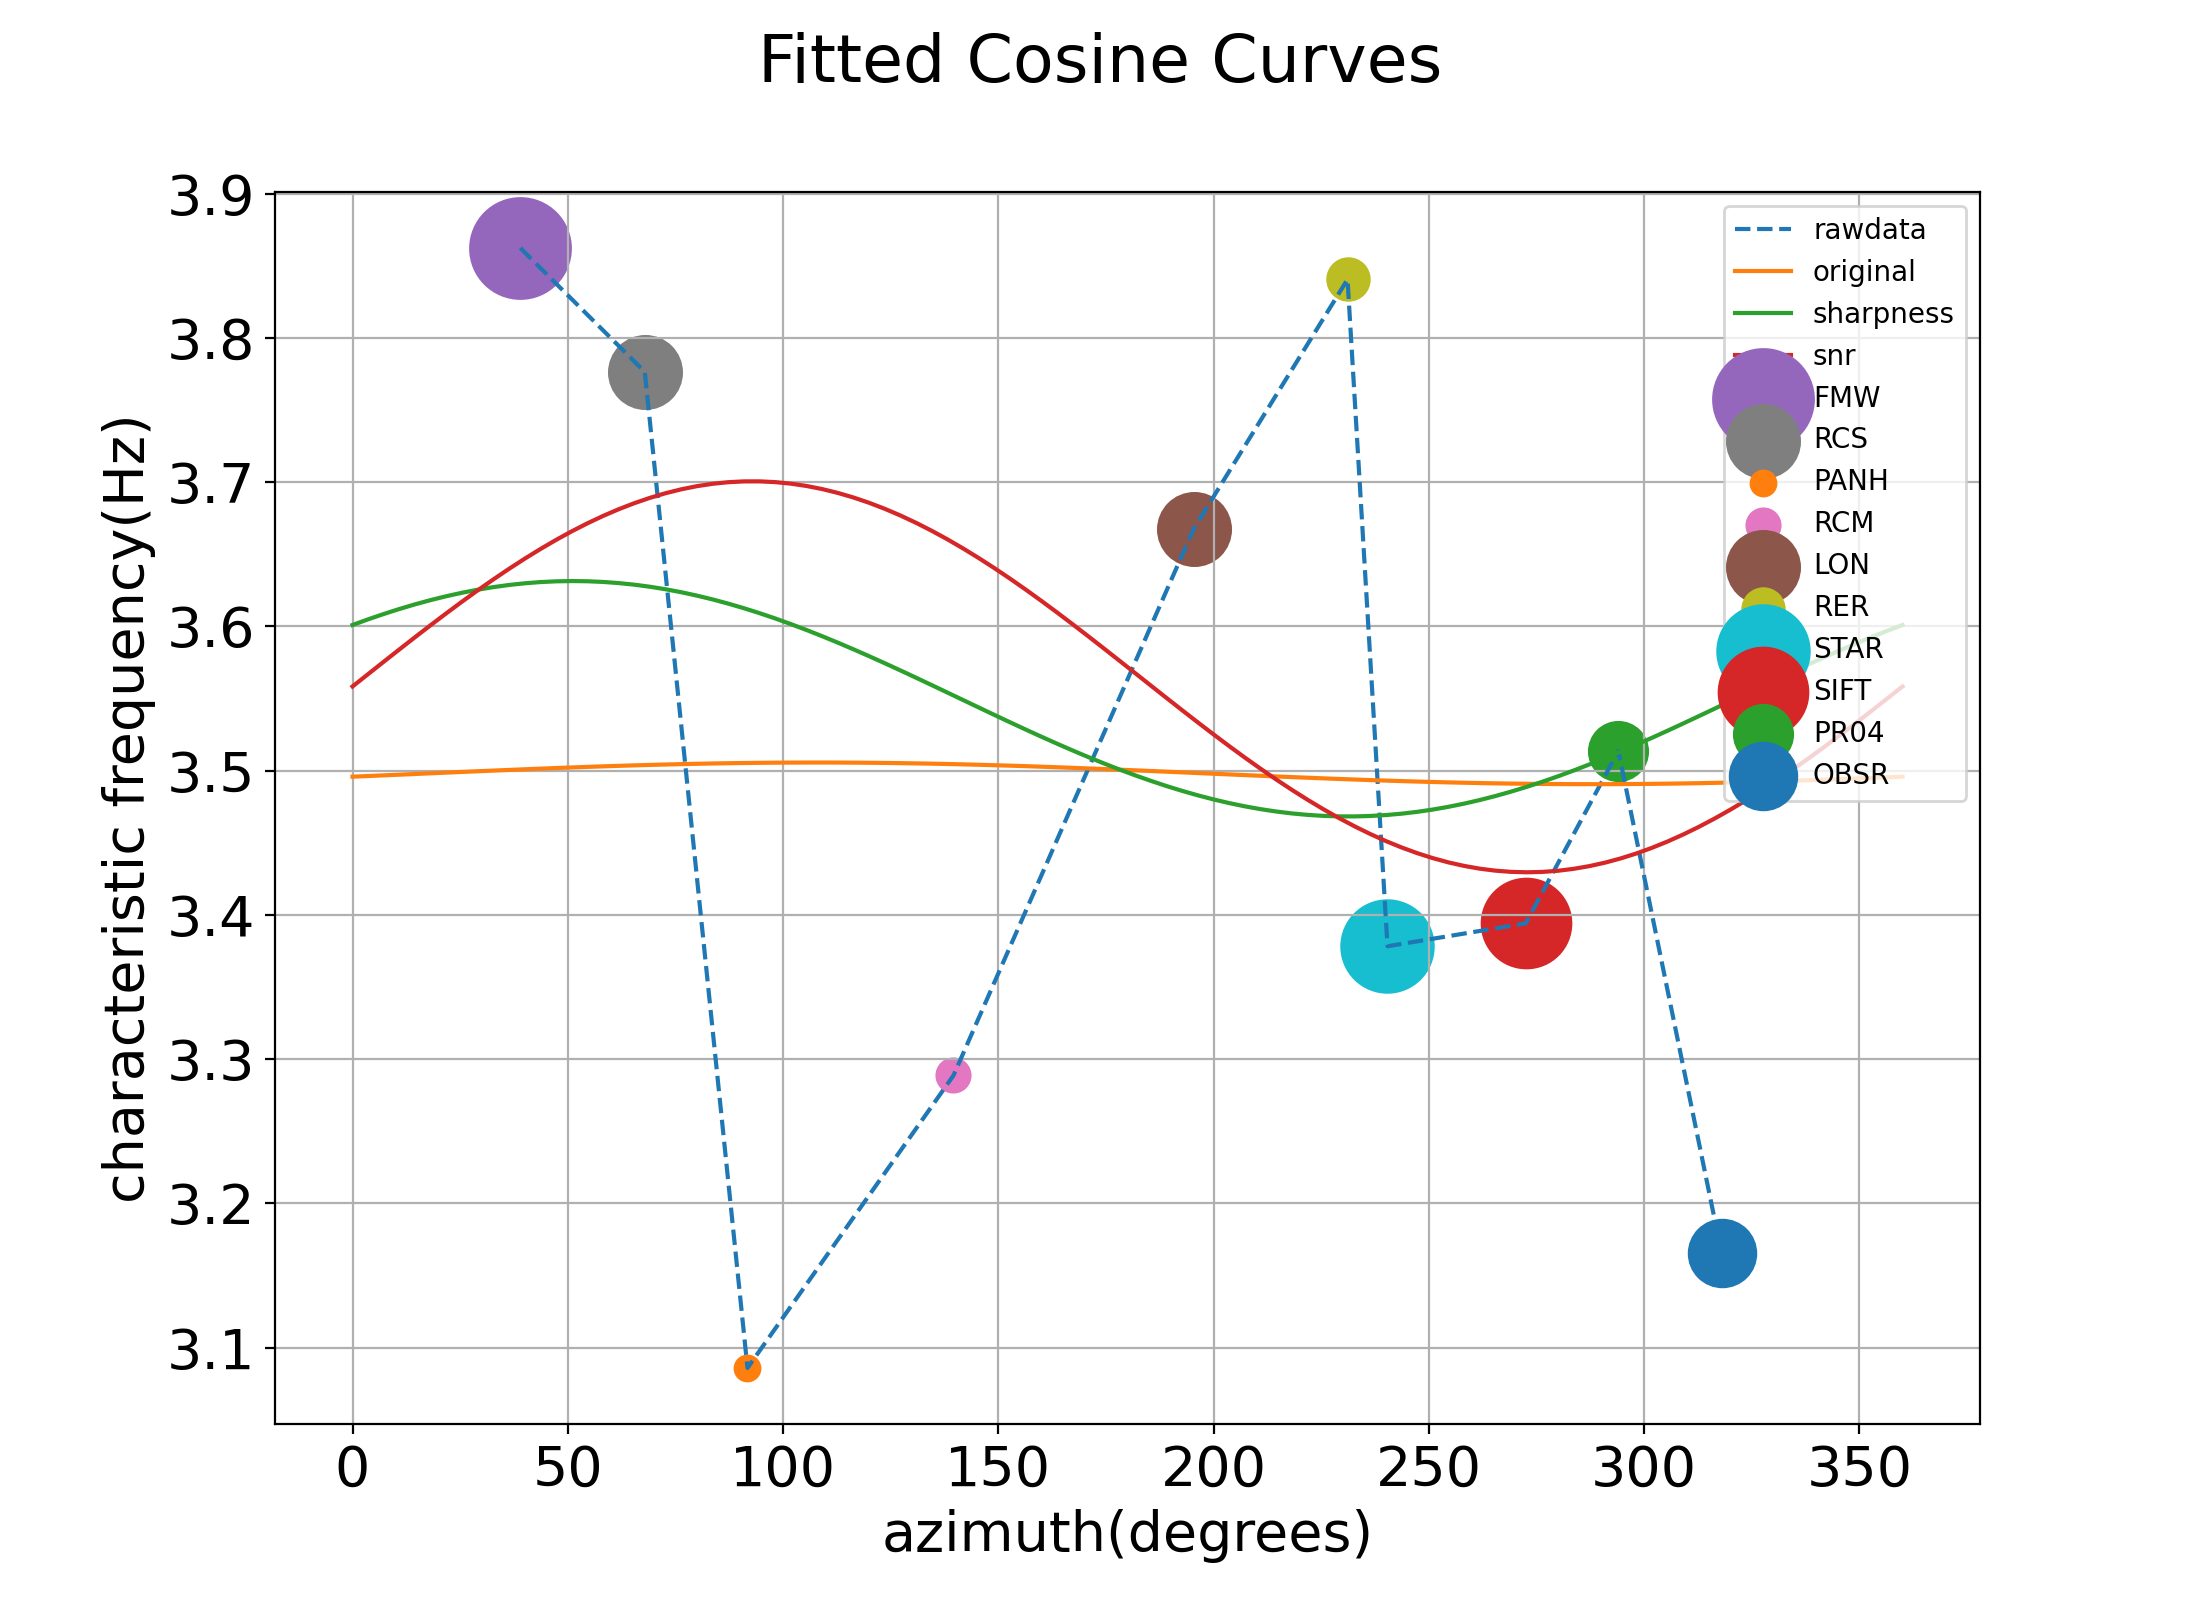 Fitted Cosine Curves
3.9
3.8
3.7
3.6
3.5
3.4
3.3
3.2
3.1
characteristic frequency(Hz)
rawdata
original
sharpness
snr
FMW
RCS
PANH
RCM
LON
RER
STAR
SIFT
PR04
OBSR
0 50 100 150 200 250 300 350
azimuth(degrees)